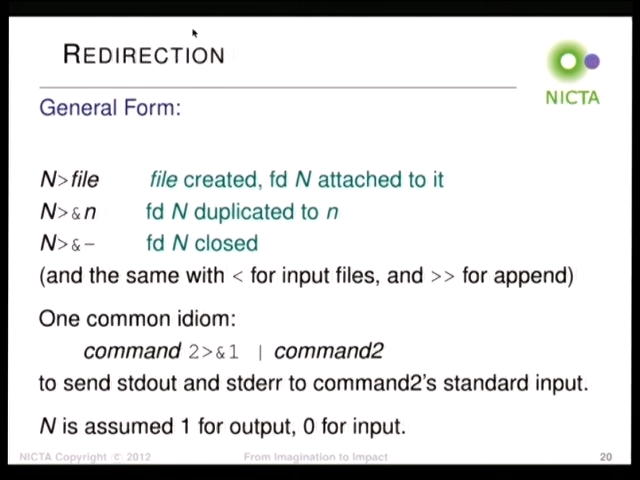 REDIRECTION
NICTA
General Form:
N>file file created, fd N attached to it
N>&n fd N duplicated to n
N>&- fd N closed
(and the same with < for input files, and >> for append)
One common idiom:
command 2>&1 | command2
to send stdout and stderr to command2's standard input.
N is assumed 1 for output, 0 for input.
NICTA Copyright © 2012 From Imagination to Impact 20